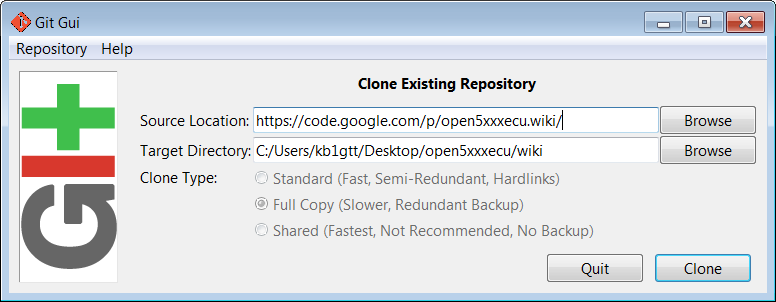 Git Gui
Repository Help
Clone Existing Repository
Source Location: https://code.google.com/p/open5xxxecu.wiki/ Browse
Target Directory: C:/Users/kb1gtt/Desktop/open5xxxecu/wiki Browse
Clone Type: Standard (Fast, Semi-Redundant, Hardlinks)
Full Copy (Slower, Redundant Backup)
Shared (Fastest, Not Recommended, No Backup)
Quit Clone
Git